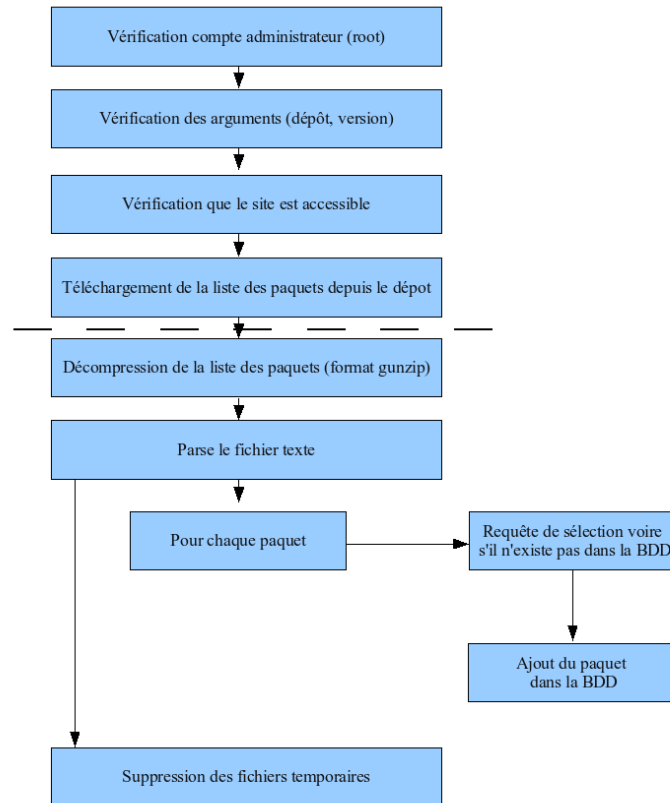 Vérification compte administrateur (root)
Vérification des arguments (dépôt, version)
Vérification que le site est accessible
Téléchargement de la liste des paquets depuis le dépot
Décompression de la liste des paquets (format gunzip)
Parse le fichier texte
Pour chaque paquet
Requête de sélection voire
s'il n'existe pas dans la BDD
Ajout du paquet
dans la BDD
Suppression des fichiers temporaires